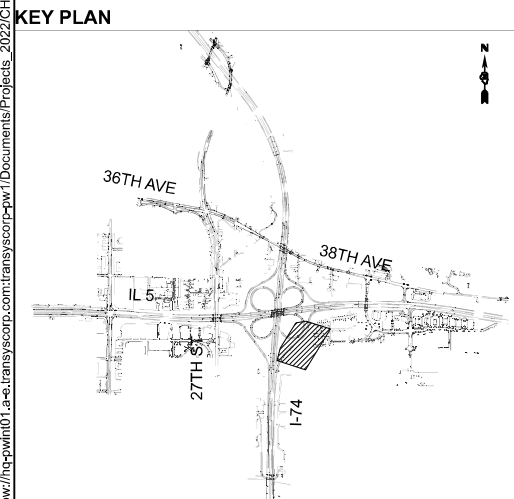 KEY PLAN
N
36TH AVE
38TH AVE
IL 5
27TH ST
I-74
w://hq-pwint01.a-e.transyscorp.com:transyscorp-pw1/Documents/Projects_2022/CH